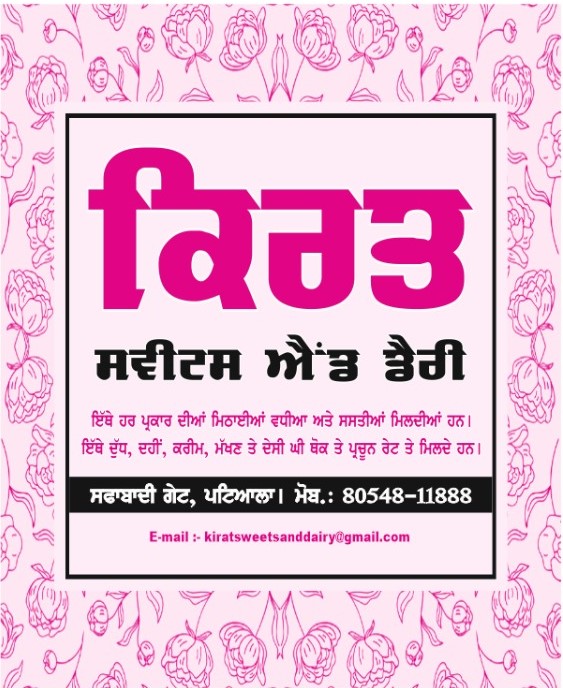 ਕਿਰਤ
ਸਵੀਟਸ ਐਂਡ ਡੈਰੀ
ਇੱਥੇ ਹਰ ਪ੍ਰਕਾਰ ਦੀਆਂ ਮਿਠਾਈਆਂ ਵਧੀਆ ਅਤੇ ਸਸਤੀਆਂ ਮਿਲਦੀਆਂ ਹਨ।
ਇੱਥੇ ਦੁੱਧ, ਦਹੀਂ, ਕਰੀਮ, ਮੱਖਣ ਤੇ ਦੇਸੀ ਘੀ ਥੋਕ ਤੇ ਪ੍ਰਚੂਨ ਰੇਟ ਤੇ ਮਿਲਦੇ ਹਨ।
ਸਫਾਬਾਦੀ ਗੇਟ, ਪਟਿਆਲਾ। ਮੋਬ.: 80548-11888
E-mail :- kiratsweetsanddairy@gmail.com